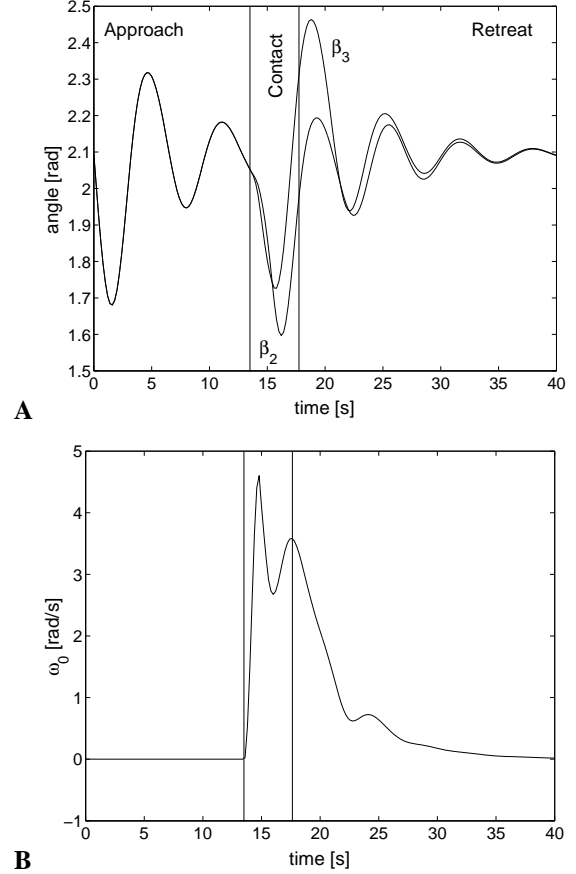 Approach
Contact
Retreat
β3
β2
angle [rad]
2.5
2.4
2.3
2.2
2.1
2
1.9
1.8
1.7
1.6
1.5
0 5 10 15 20 25 30 35 40
time [s]
A
ω0 [rad/s]
5
4
3
2
1
0
−1
0 5 10 15 20 25 30 35 40
time [s]
B